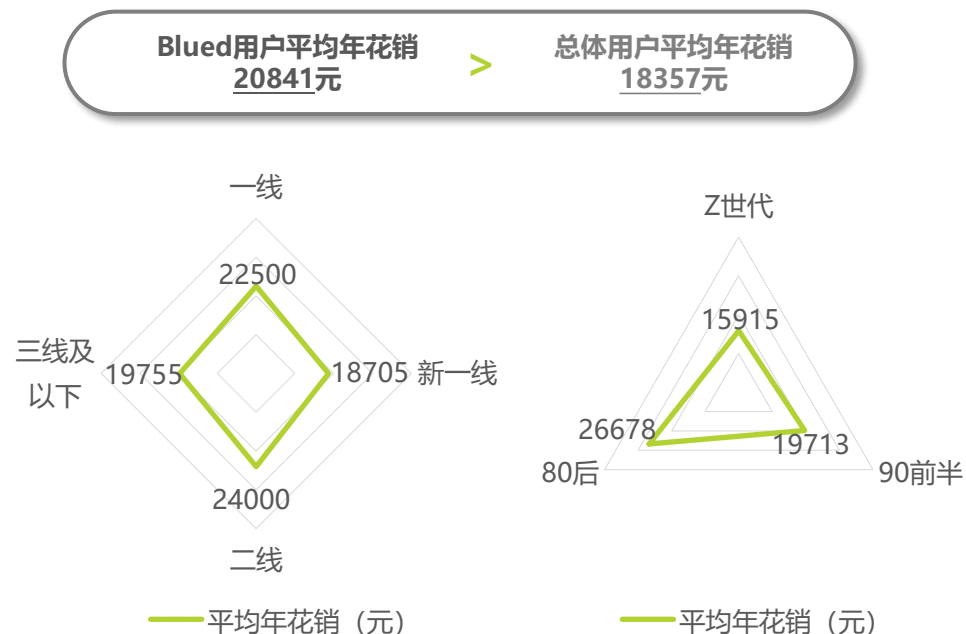 Blued用户平均年花销
20841元
>
总体用户平均年花销
18357元
一线
22500
三线及
以下
19755
18705
新一线
24000
二线
平均年花销（元）
Z世代
15915
26678
19713
80后
90前半
平均年花销（元）